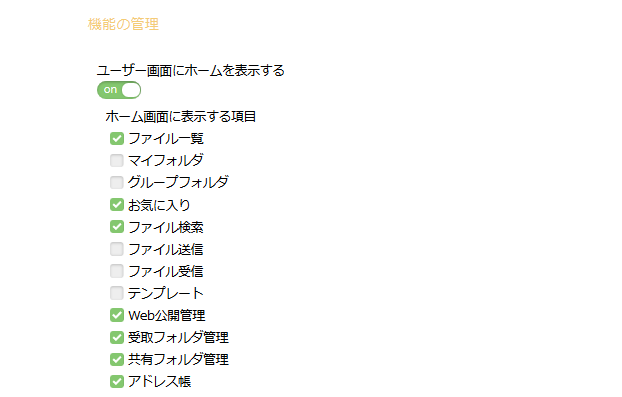 機能の管理
ユーザー画面にホームを表示する
on
ホーム画面に表示する項目
ファイル一覧
マイフォルダ
グループフォルダ
お気に入り
ファイル検索
ファイル送信
ファイル受信
テンプレート
Web公開管理
受取フォルダ管理
共有フォルダ管理
アドレス帳